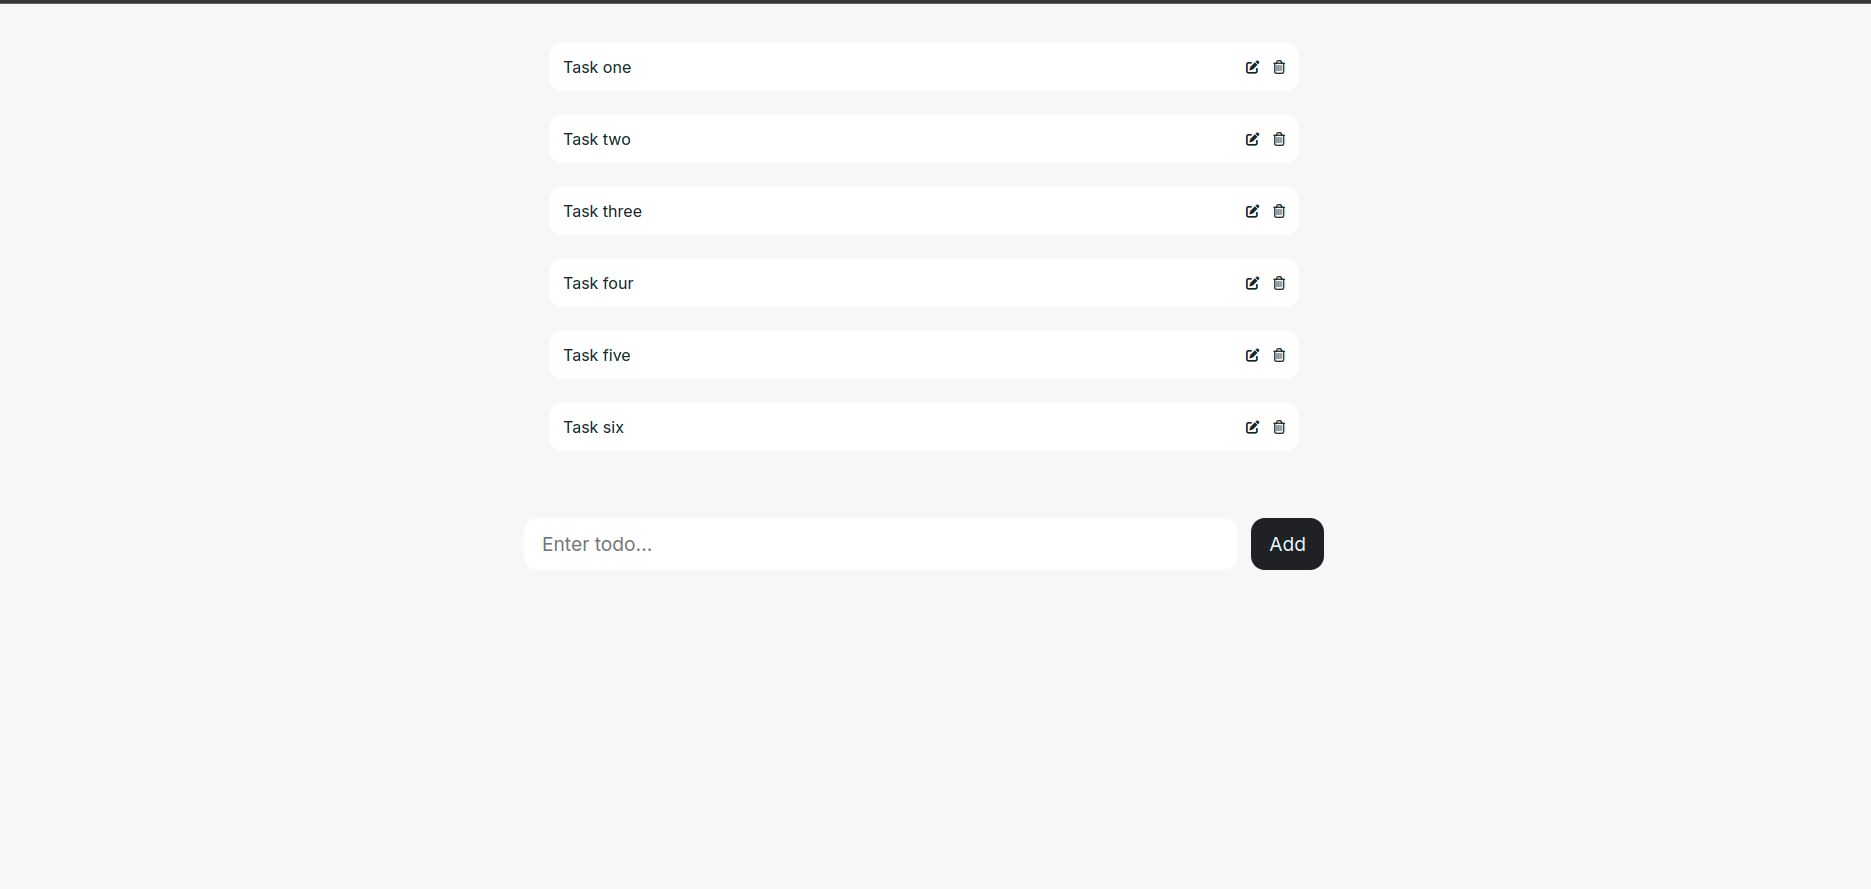 Task one
Task two
Task three
Task four
Task five
Task six
Enter todo... Add